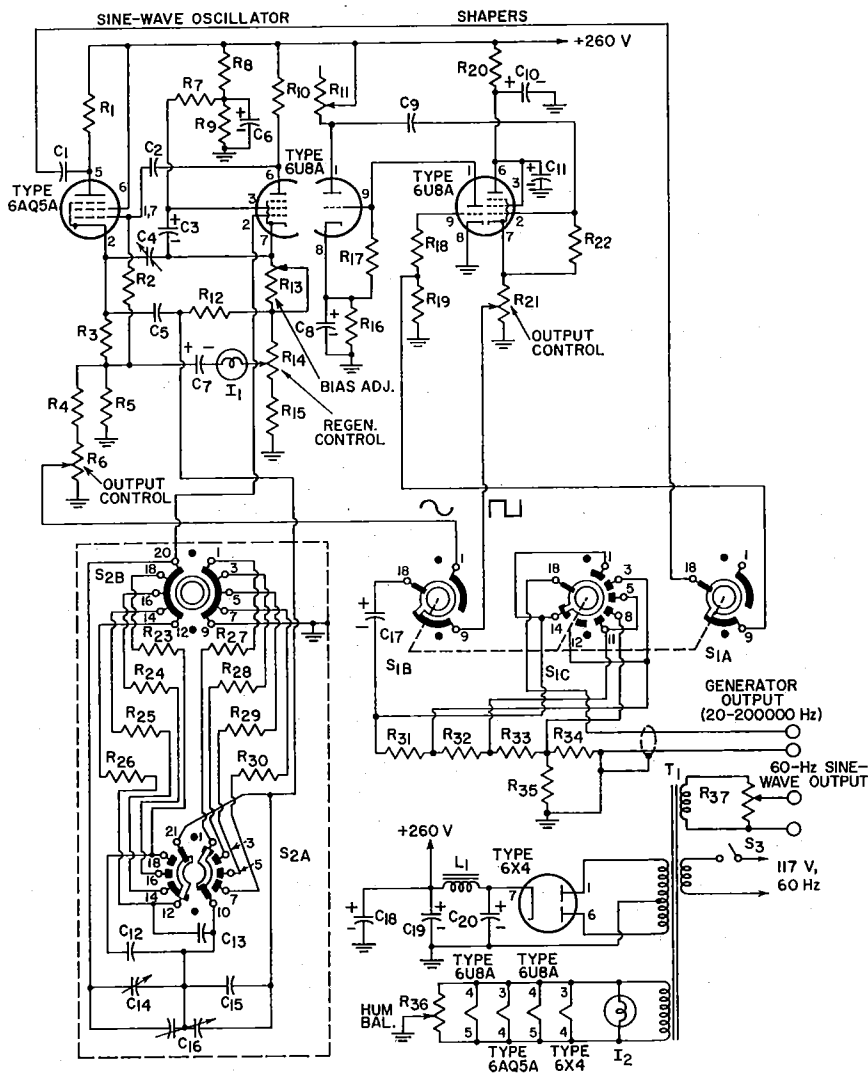 SINE-WAVE OSCILLATOR
SHAPERS
+260 V
R8
R20
R7
R10
R11
C10
+
-
R1
C9
R9
C6
C1
C2
TYPE 6U8A
TYPE 6U8A
C11
TYPE 6AQ5A
5
6
1,7
2
6
3
2
7
1
9
8
1
6
3
9
2
8
7
C3
C4
R2
R17
R18
R22
R13
R12
R19
R21
R3
C5
C8
R16
OUTPUT CONTROL
C7
I1
R14
BIAS ADJ.
R4
R5
R15
REGEN. CONTROL
R6
OUTPUT CONTROL
20
1
S2B
18
3
16
5
14
7
12
9
R23
R27
R24
R28
R25
R29
R26
R30
S2A
21
1
18
3
16
5
14
7
12
10
C12
C13
C14
C15
C16
18
1
9
C17
S1B
18
11
3
5
8
14
12
11
S1C
18
1
9
S1A
GENERATOR OUTPUT (20-200000 Hz)
R31
R32
R33
R34
R35
60-Hz SINE-WAVE OUTPUT
T1
R37
S3
117 V, 60 Hz
+260 V
L1
TYPE 6X4
7
1
6
C18
C19
C20
TYPE 6U8A
TYPE 6U8A
HUM BAL.
R36
4
3
4
3
5
4
5
4
TYPE 6AQ5A
TYPE 6X4
I2